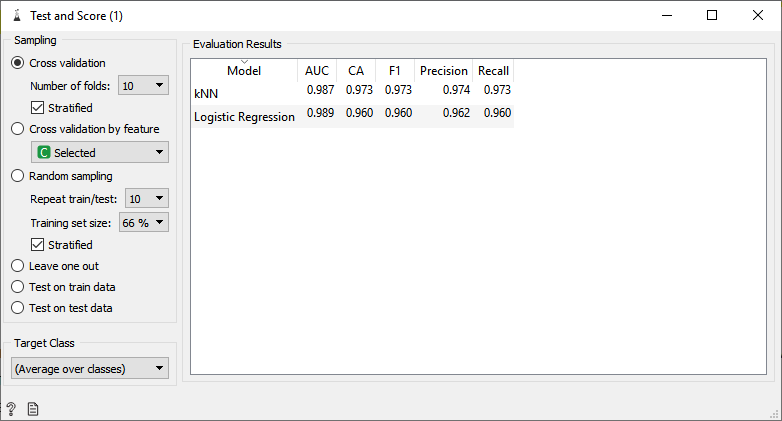 Test and Score (1)
Sampling
Cross validation
Number of folds: 10
Stratified
Cross validation by feature
C Selected
Random sampling
Repeat train/test: 10
Training set size: 66 %
Stratified
Leave one out
Test on train data
Test on test data
Target Class
(Average over classes)
Evaluation Results
Model AUC CA F1 Precision Recall
kNN 0.987 0.973 0.973 0.974 0.973
Logistic Regression 0.989 0.960 0.960 0.962 0.960
?